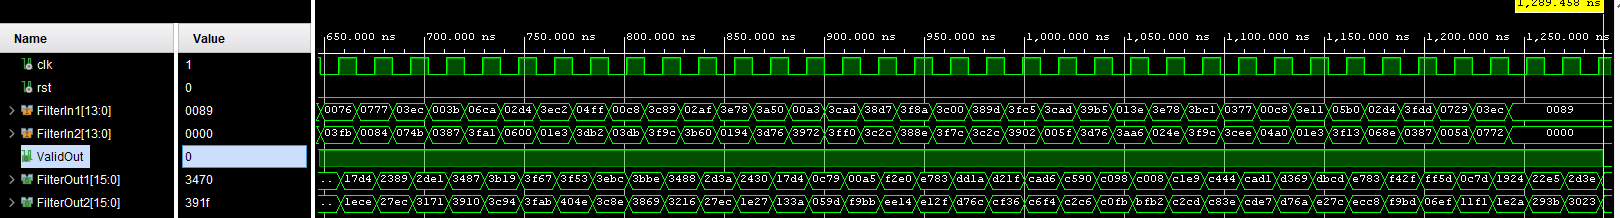 1,289.458 ns
Name Value 650.000 ns 700.000 ns 750.000 ns 800.000 ns 850.000 ns 900.000 ns 950.000 ns 1,000.000 ns 1,050.000 ns 1,100.000 ns 1,150.000 ns 1,200.000 ns 1,250.000 ns
clk 1
rst 0
FilterIn1[13:0] 0089 0076 0777 03ec 003b 06ca 02d4 3ec2 04ff 00c8 3c89 02af 3e78 3a50 00a3 3cad 38d7 3f8a 3c00 389d 3fc5 3cad 39b5 013e 3e78 3bc1 0377 00c8 3e11 05b0 02d4 3fdd 0729 03ec 0089
FilterIn2[13:0] 0000 03fb 0084 074b 0387 3fa1 0600 01e3 3db2 03db 3f9c 3b60 0194 3d76 3972 3ff0 3c2c 388e 3f7c 3c2c 3902 005f 3d76 3aa6 024e 3f9c 3cee 04a0 01e3 3f13 068e 0387 005d 0772 0000
ValidOut 0
FilterOut1[15:0] 3470 ... 17d4 2389 2de1 3487 3b19 3f67 3f53 3ebc 3bbe 3488 2d3a 2430 17d4 0c79 00a5 f2e0 e783 dd1a d21f cad6 c590 c098 c008 c1e9 c444 cad1 d369 dbcd e783 f42f ff5d 0c7d 1924 22e5 2d3e
FilterOut2[15:0] 391f ... 1ece 27ec 3171 3910 3c94 3fab 404e 3c8e 3869 3216 27ec 1e27 133a 059d f9bb ee14 e12f d76c cf36 c6f4 c2c6 c0fb bfb2 c2cd c83e cde7 d76a e27c ecc8 f9bd 06ef 11f1 1e2a 293b 3023